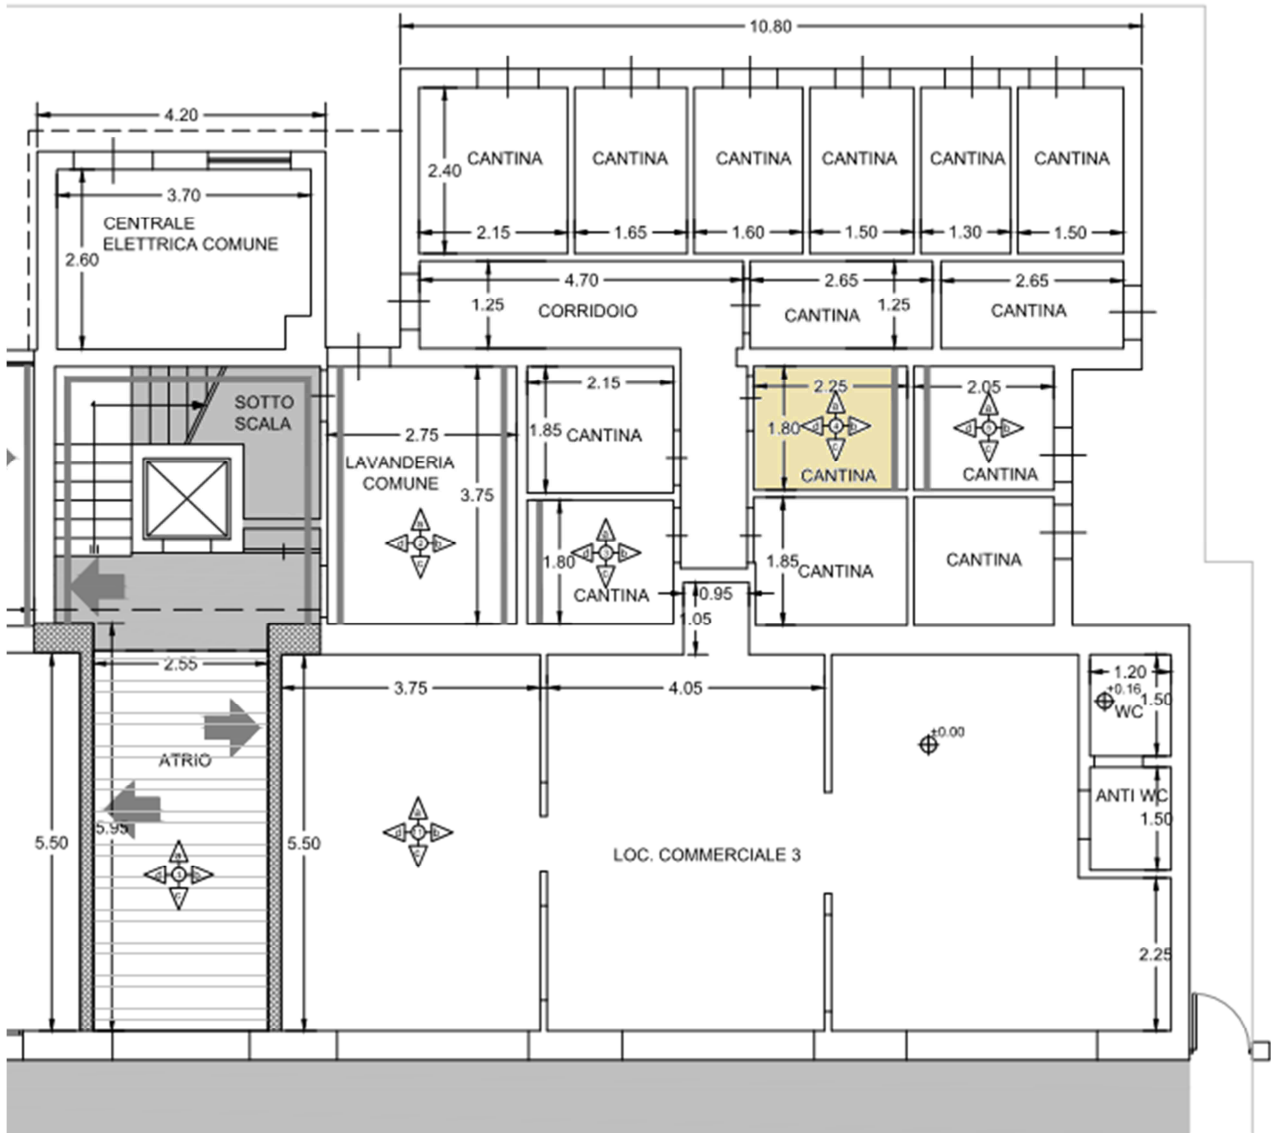 10.80
4.20
CANTINA
CANTINA
CANTINA
CANTINA
CANTINA
CANTINA
2.40
3.70
CENTRALE
ELETTRICA COMUNE
2.15
1.65
1.60
1.50
1.30
1.50
2.60
4.70
2.65
2.65
1.25
CORRIDOIO
1.25
CANTINA
CANTINA
SOTTO
SCALA
2.15
2.25
2.05
a
d 4 b
c
a
d b
c
1.85
CANTINA
1.80
CANTINA
CANTINA
2.75
LAVANDERIA
COMUNE
3.75
a
d 2 b
c
1.80
a
d 3 b
c
CANTINA
1.85
CANTINA
CANTINA
0.95
1.05
2.55
3.75
4.05
1.20
+0.16
WC
1.50
±0.00
ATRIO
ANTI WC
1.50
5.50
5.95
5.50
a
d b
c
LOC. COMMERCIALE 3
a
d b
c
2.25